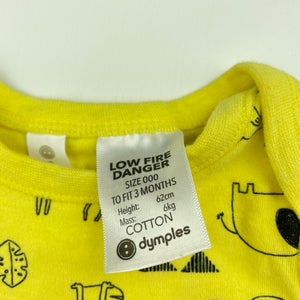 LOW FIRE
DANGER
SIZE 000
TO FIT 3 MONTHS
Height: 62cm
Mass: 6kg
COTTON
dymples